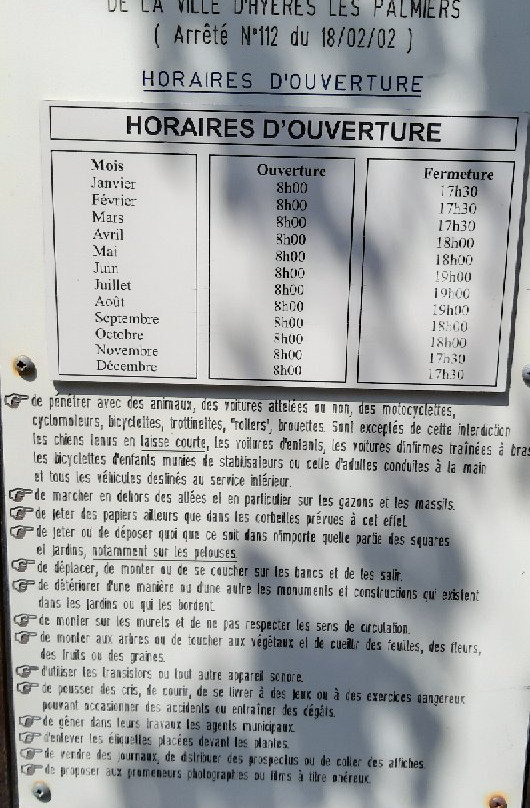 DE LA VILLE D'HYERES LES PALMIERS
( Arrêté N°112 du 18/02/02 )
HORAIRES D'OUVERTURE
HORAIRES D'OUVERTURE
Mois Ouverture Fermeture
Janvier 8h00 17h30
Février 8h00 17h30
Mars 8h00 17h30
Avril 8h00 18h00
Mai 8h00 18h00
Juin 8h00 19h00
Juillet 8h00 19h00
Août 8h00 19h00
Septembre 8h00 18h00
Octobre 8h00 18h00
Novembre 8h00 17h30
Décembre 8h00 17h30
de pénétrer avec des animaux, des voitures attelées ou non, des motocyclettes,
cyclomoteurs, bicyclettes, trottinettes, "rollers", brouettes. Sont exceptés de cette interdiction
les chiens tenus en laisse courte, les voitures d'enfants, les voitures d'infirmes trainées à bras
les bicyclettes d'enfants munies de stabilisateurs ou celle d'adultes conduites à la main
et tous les véhicules destinés au service intérieur.
de marcher en dehors des allées et en particulier sur les gazons et les massifs.
de jeter des papiers ailleurs que dans les corbeilles prévues à cet effet.
de jeter ou de déposer quoi que ce soit dans n'importe quelle partie des squares
et jardins, notamment sur les pelouses.
de déplacer, de monter ou de se coucher sur les bancs et de les salir.
de détériorer d'une manière ou d'une autre les monuments et constructions qui existent
dans les jardins ou qui les bordent.
de monter sur les murets et de ne pas respecter les sens de circulation.
de monter aux arbres ou de toucher aux végétaux et de cueillir des feuilles, des fleurs,
des fruits ou des graines.
d'utiliser les transistors ou tout autre appareil sonore.
de pousser des cris, de courir, de se livrer à des jeux ou à des exercices dangereux
pouvant occasionner des accidents ou entraîner des dégâts.
de gêner dans leurs travaux les agents municipaux.
d'enlever les étiquettes placées devant les plantes.
de vendre des journaux, de distribuer des prospectus ou de coller des affiches.
de proposer aux promeneurs photographies ou films à titre onéreux.